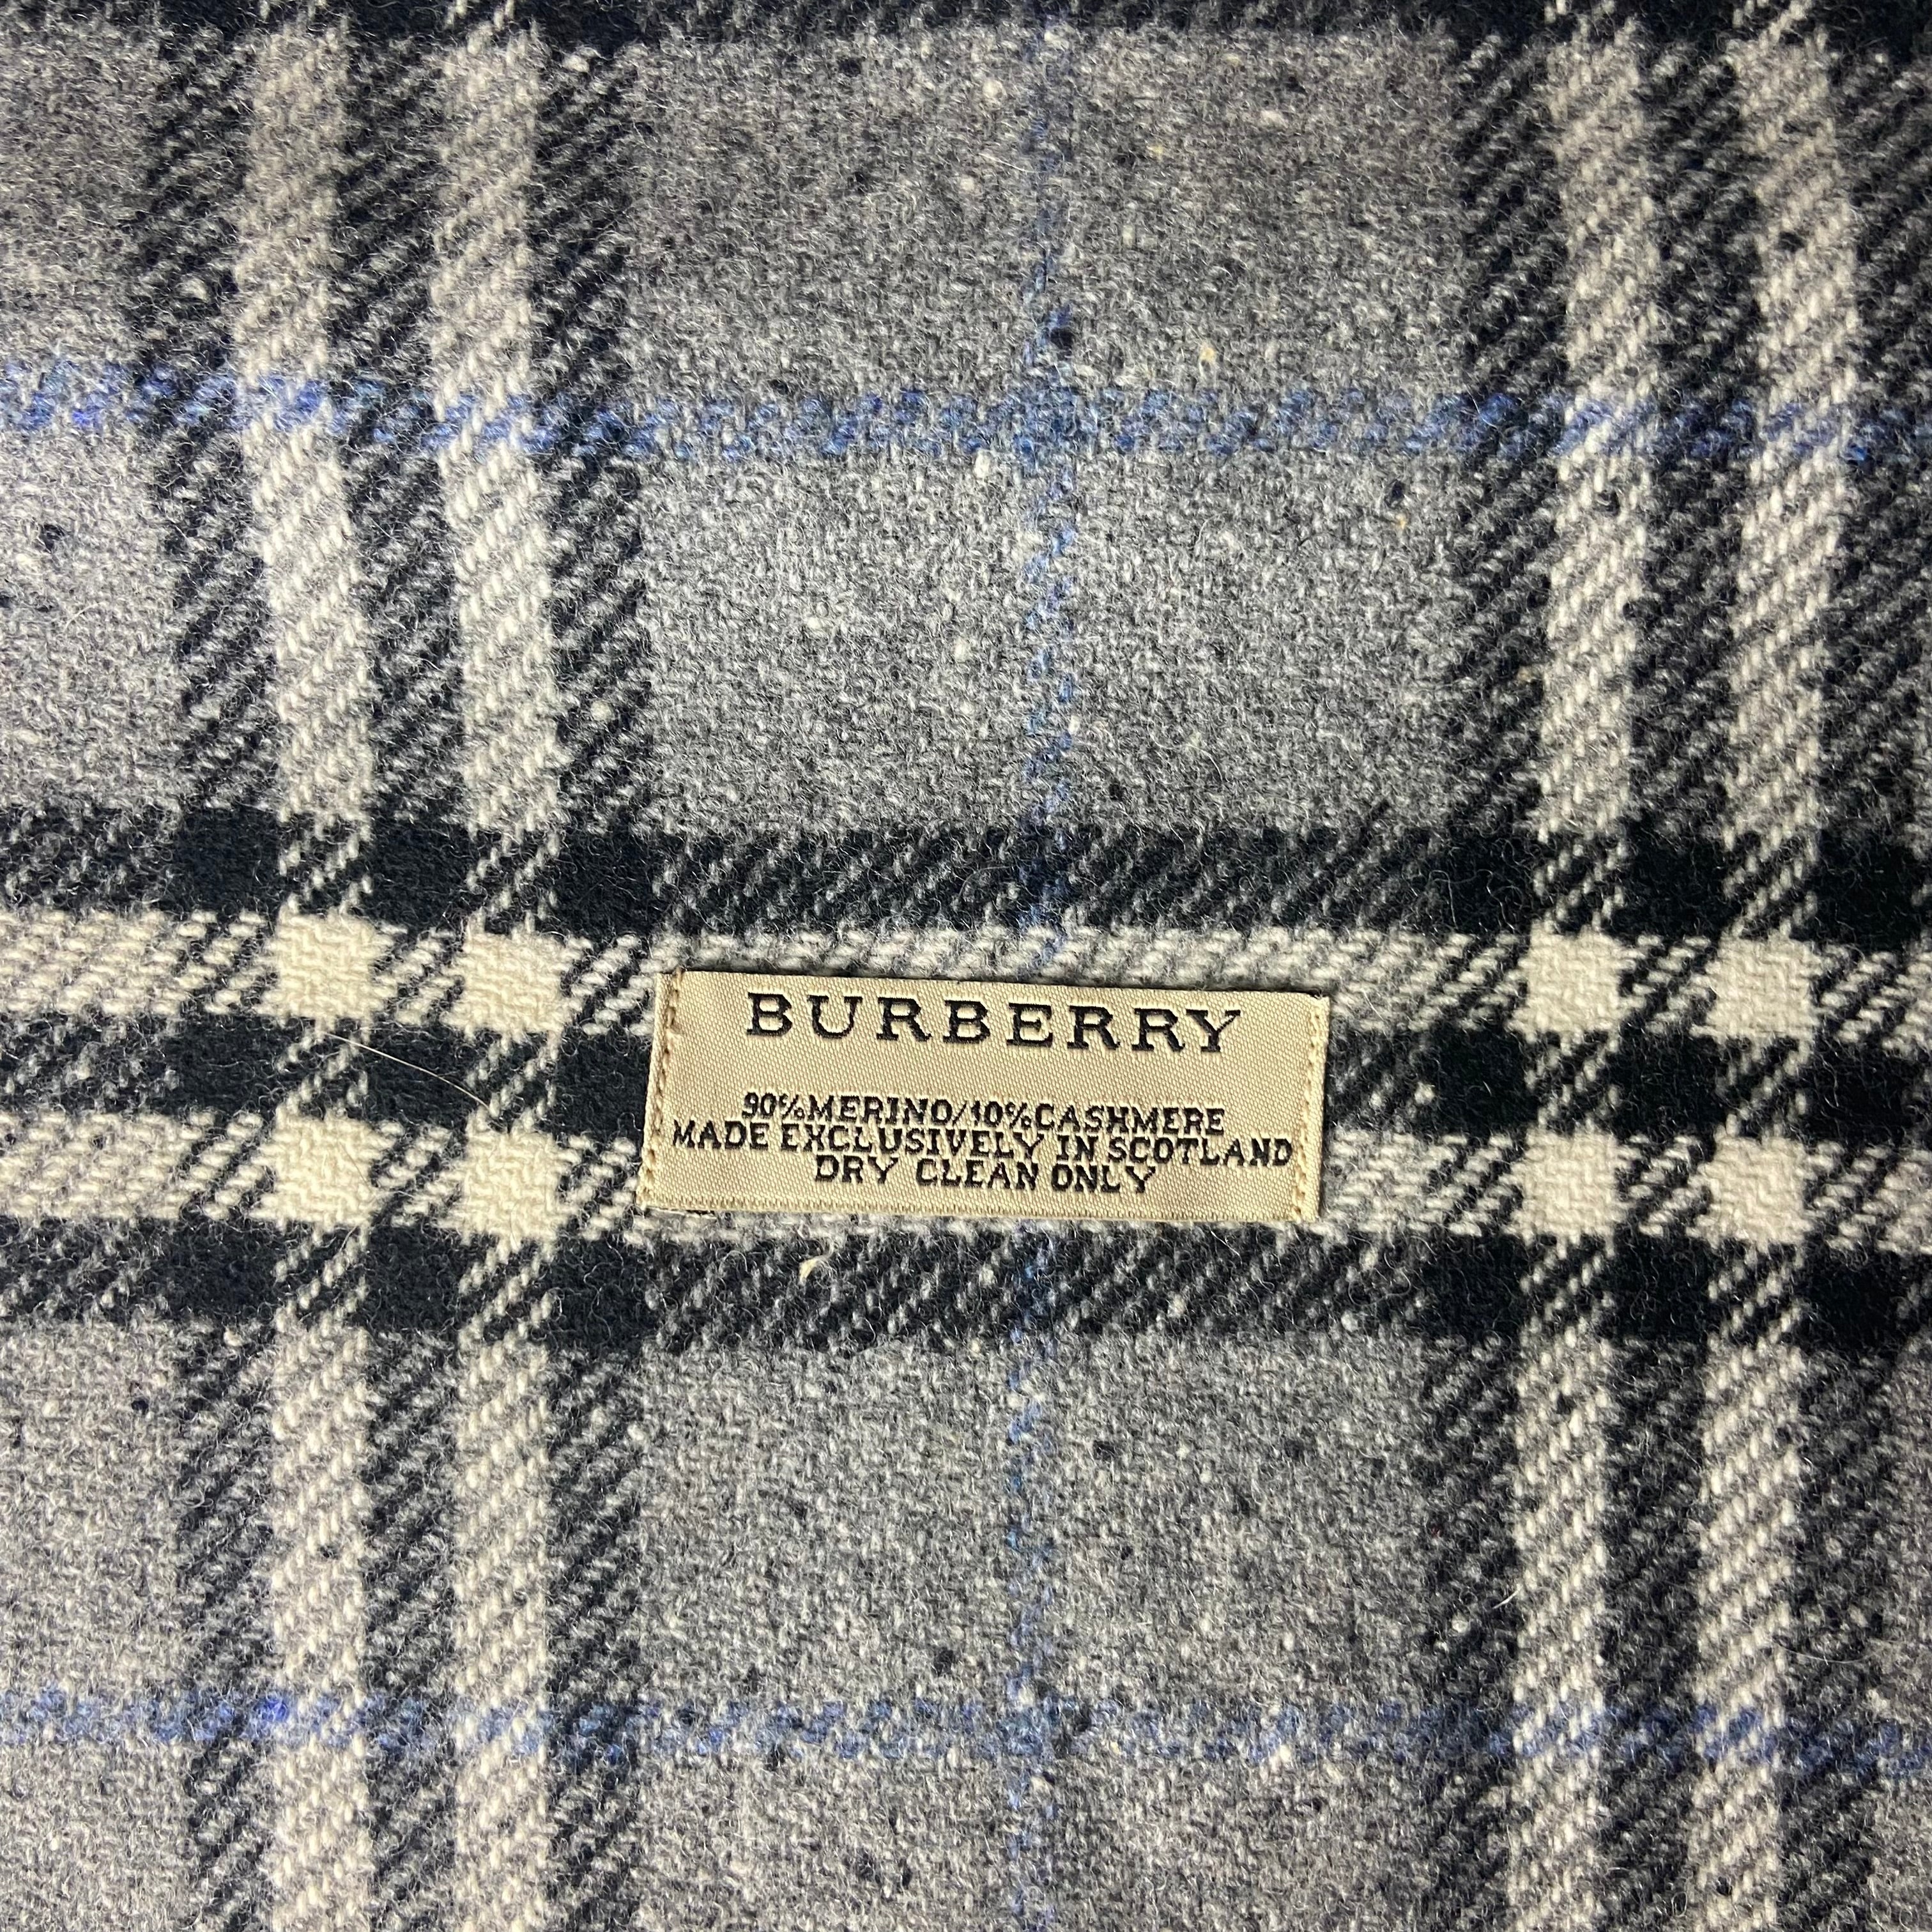 BURBERRY
90%MERINO/10%CASHMERE
MADE EXCLUSIVELY IN SCOTLAND
DRY CLEAN ONLY